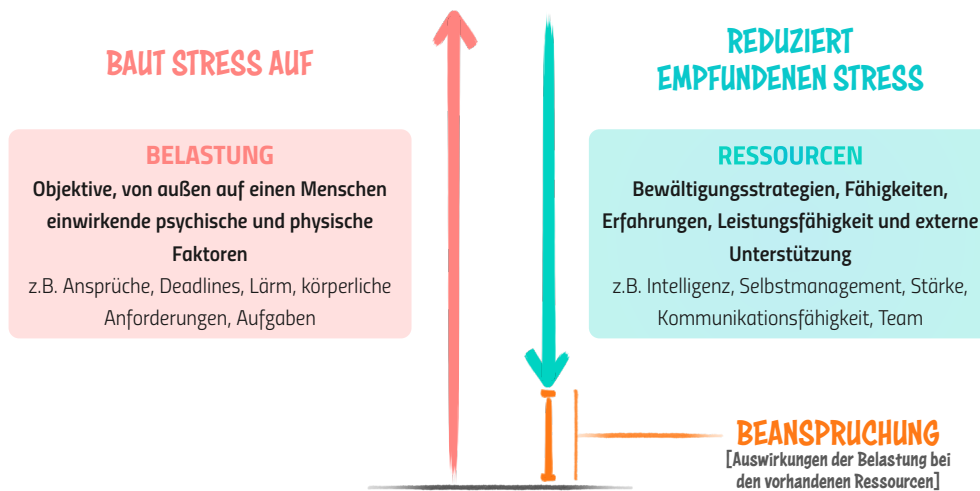 BAUT STRESS AUF
REDUZIERT
EMPFUNDENEN STRESS
BELASTUNG
Objektive, von außen auf einen Menschen
einwirkende psychische und physische
Faktoren
z.B. Ansprüche, Deadlines, Lärm, körperliche
Anforderungen, Aufgaben
RESSOURCEN
Bewältigungsstrategien, Fähigkeiten,
Erfahrungen, Leistungsfähigkeit und externe
Unterstützung
z.B. Intelligenz, Selbstmanagement, Stärke,
Kommunikationsfähigkeit, Team
BEANSPRUCHUNG
[Auswirkungen der Belastung bei
den vorhandenen Ressourcen]